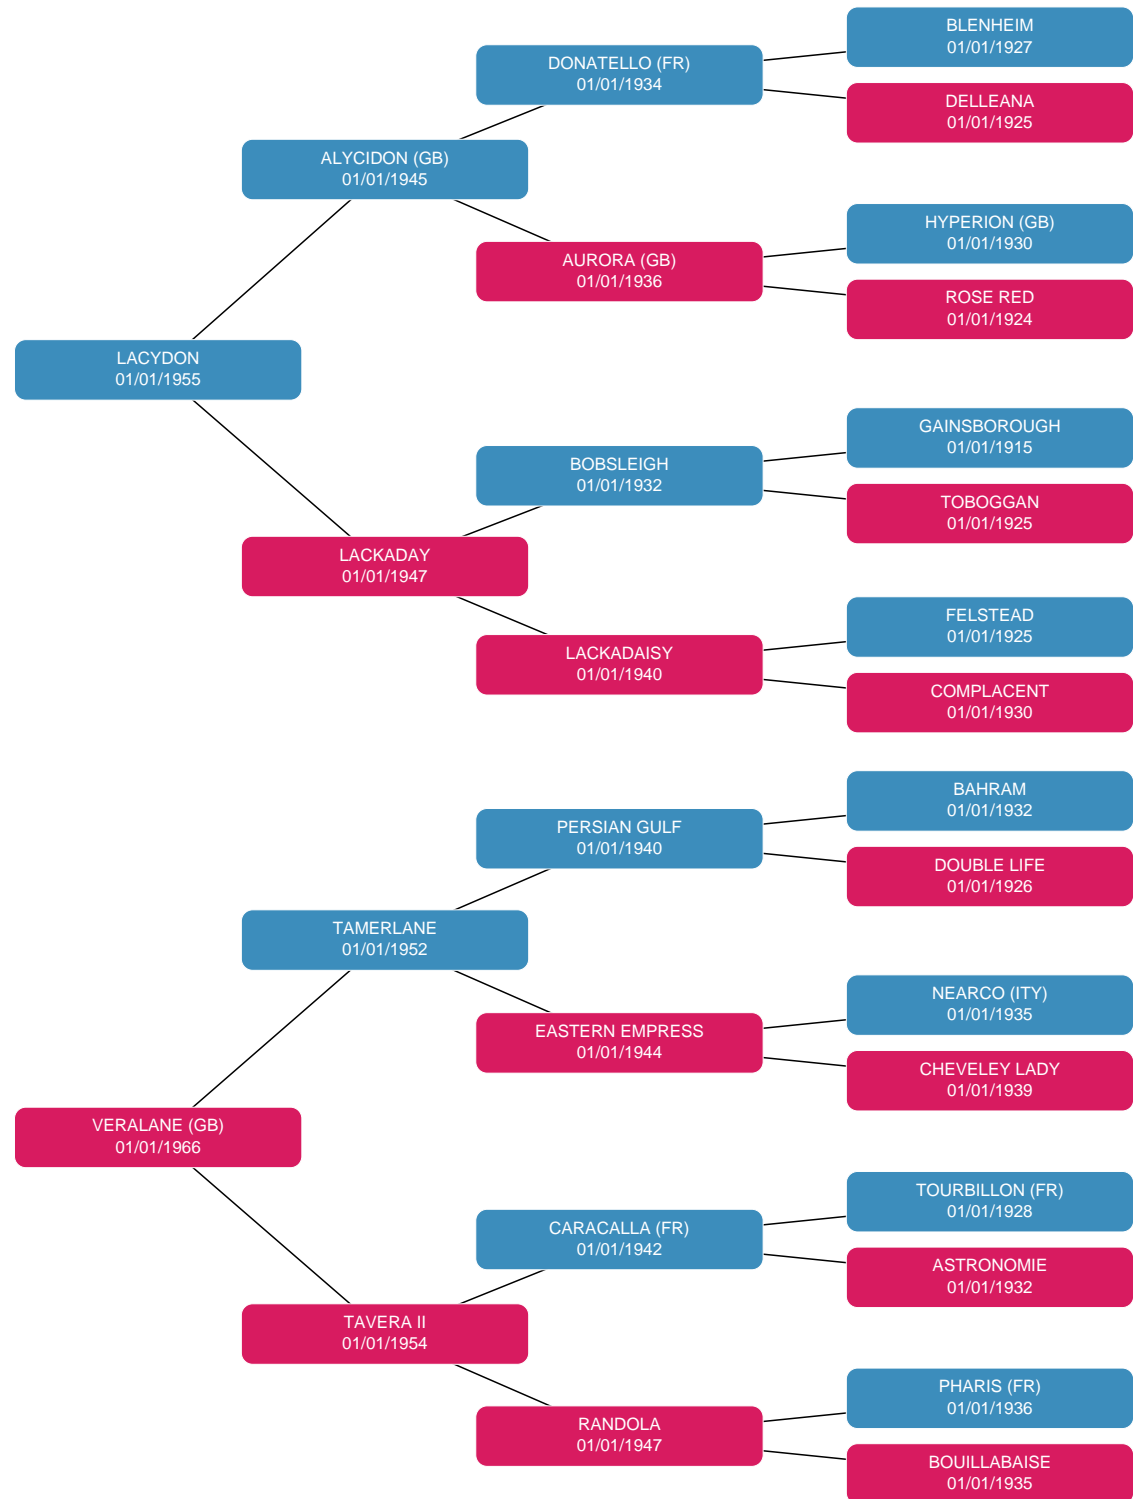 BLENHEIM
01/01/1927
DONATELLO (FR)
01/01/1934
DELLEANA
01/01/1925
ALYCIDON (GB)
01/01/1945
HYPERION (GB)
01/01/1930
AURORA (GB)
01/01/1936
ROSE RED
01/01/1924
LACYDON
01/01/1955
GAINSBOROUGH
01/01/1915
BOBSLEIGH
01/01/1932
TOBOGGAN
01/01/1925
LACKADAY
01/01/1947
FELSTEAD
01/01/1925
LACKADAISY
01/01/1940
COMPLACENT
01/01/1930
BAHRAM
01/01/1932
PERSIAN GULF
01/01/1940
DOUBLE LIFE
01/01/1926
TAMERLANE
01/01/1952
NEARCO (ITY)
01/01/1935
EASTERN EMPRESS
01/01/1944
CHEVELEY LADY
01/01/1939
VERALANE (GB)
01/01/1966
TOURBILLON (FR)
01/01/1928
CARACALLA (FR)
01/01/1942
ASTRONOMIE
01/01/1932
TAVERA II
01/01/1954
PHARIS (FR)
01/01/1936
RANDOLA
01/01/1947
BOUILLABAISE
01/01/1935